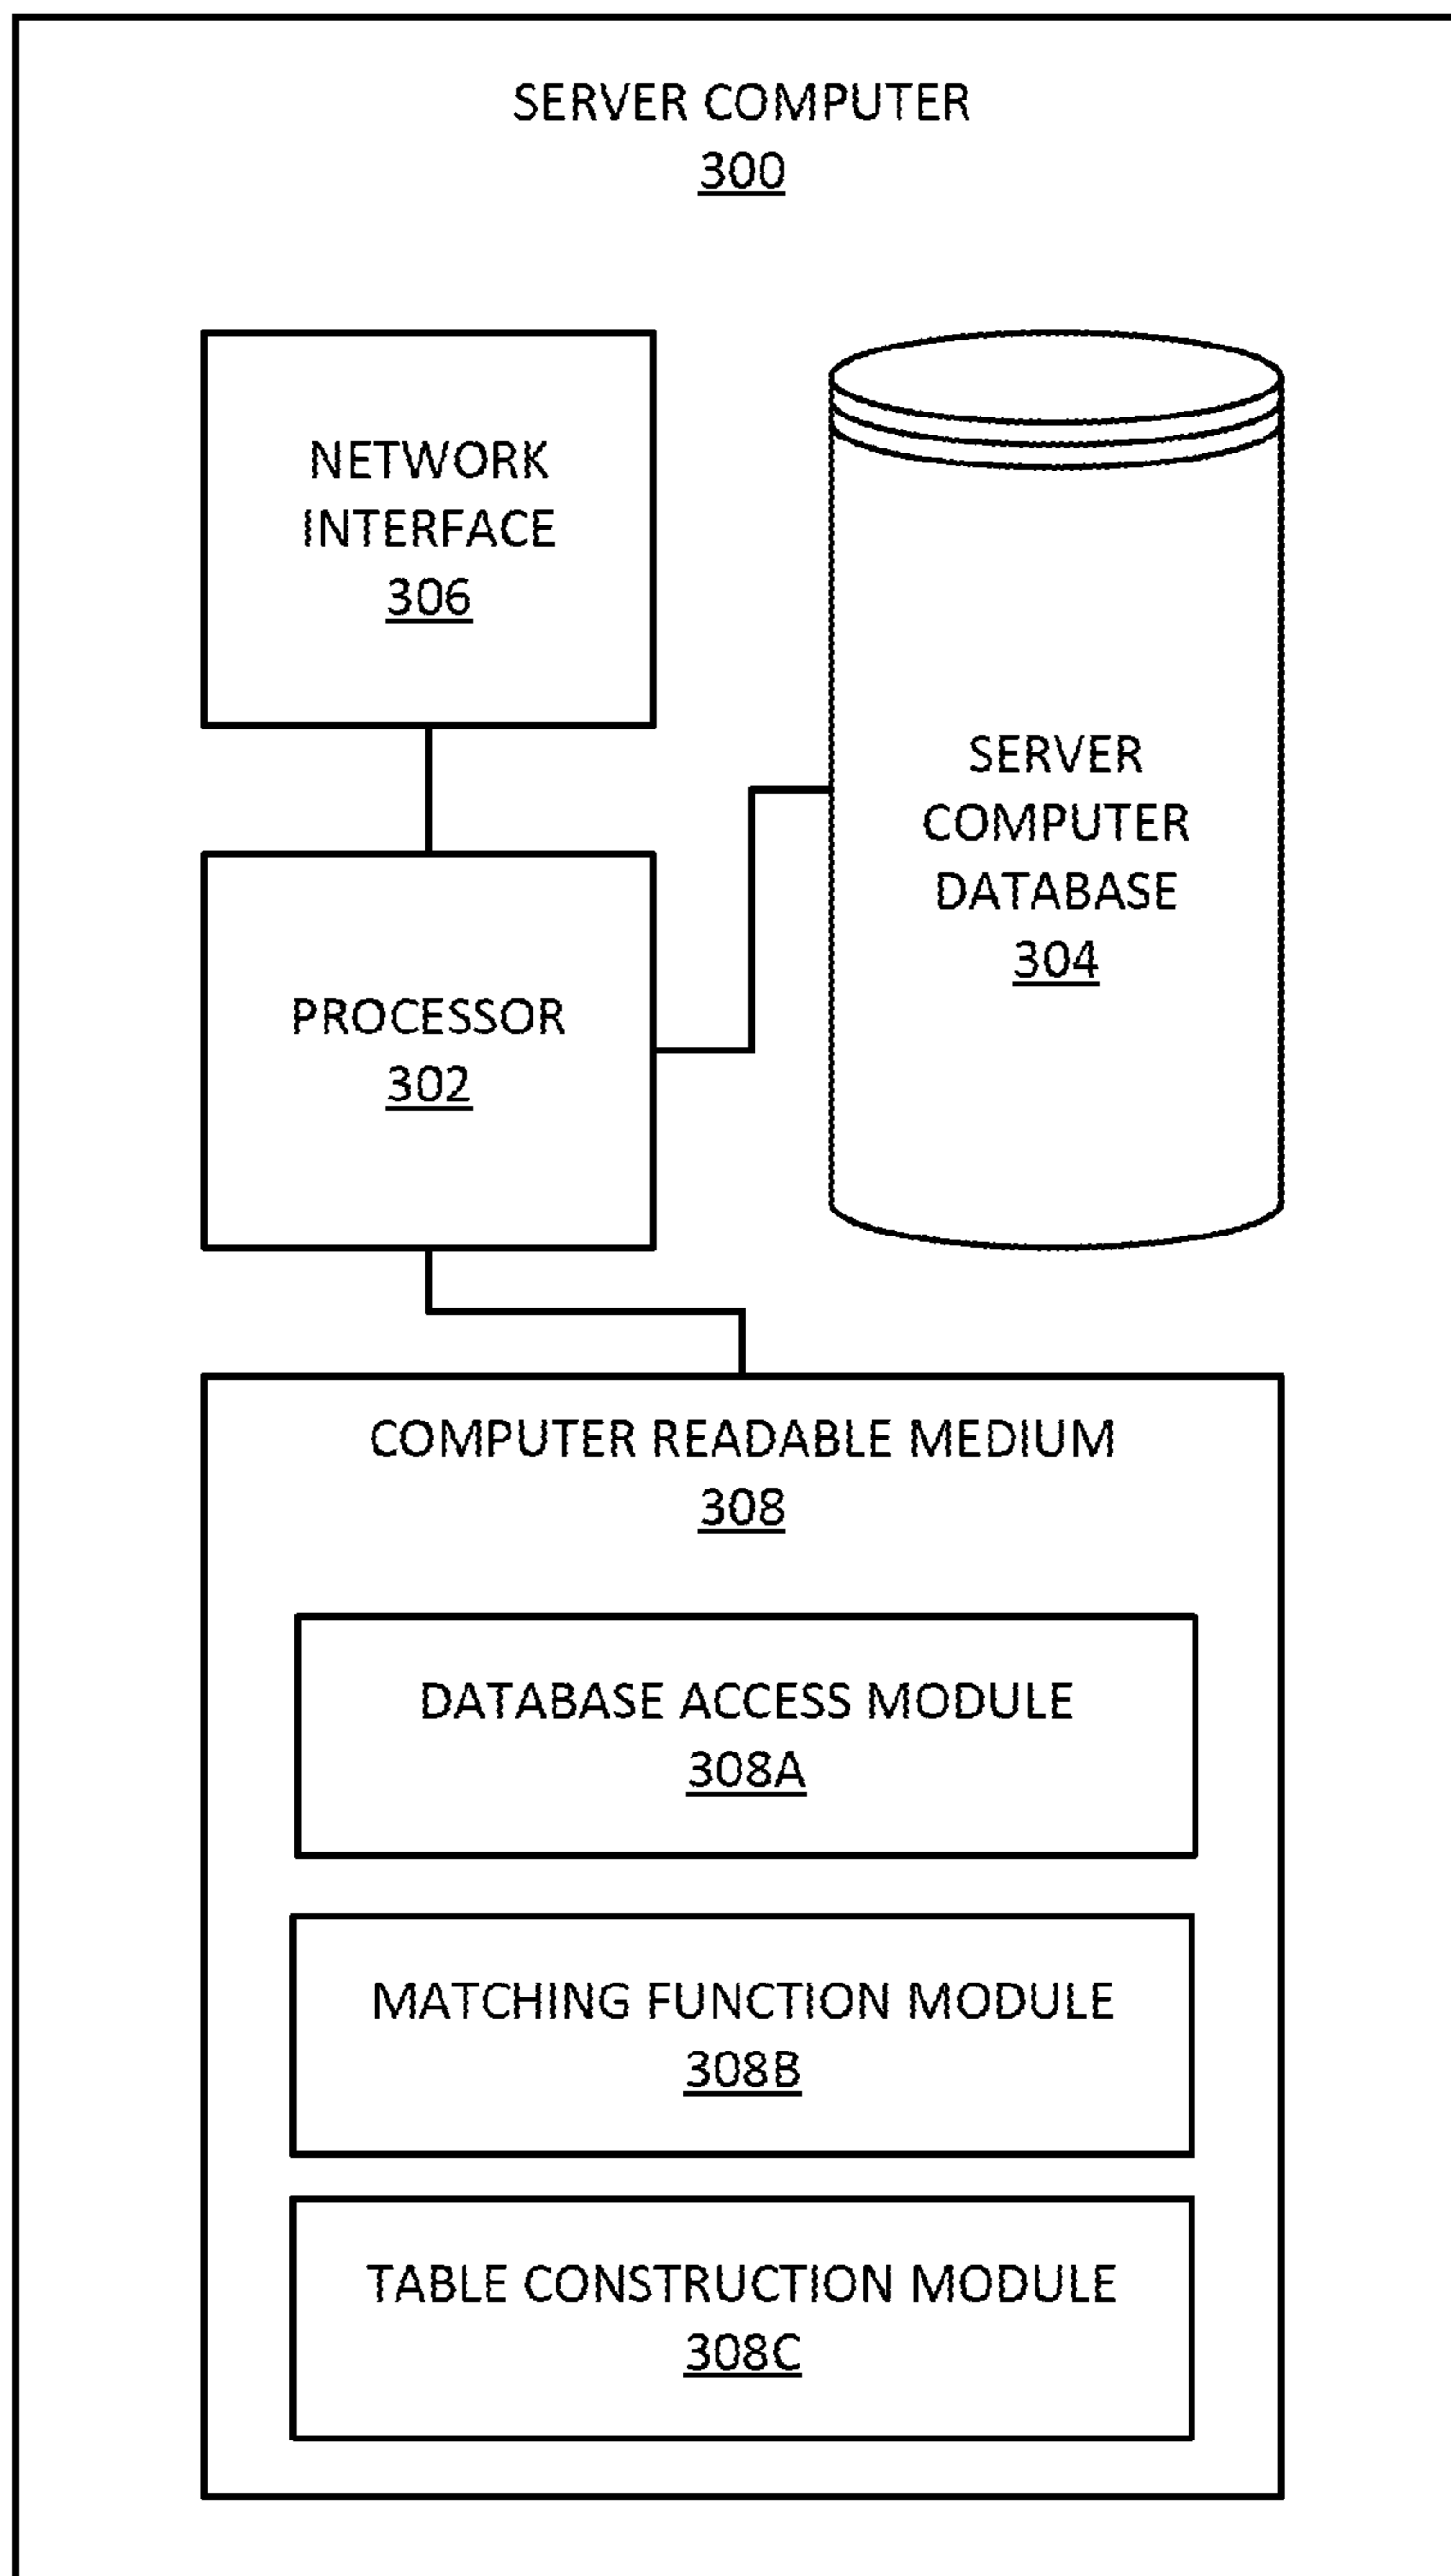 SERVER COMPUTER
300
NETWORK
INTERFACE
306
SERVER
COMPUTER
DATABASE
304
PROCESSOR
302
COMPUTER READABLE MEDIUM
308
DATABASE ACCESS MODULE
308A
MATCHING FUNCTION MODULE
308B
TABLE CONSTRUCTION MODULE
308C